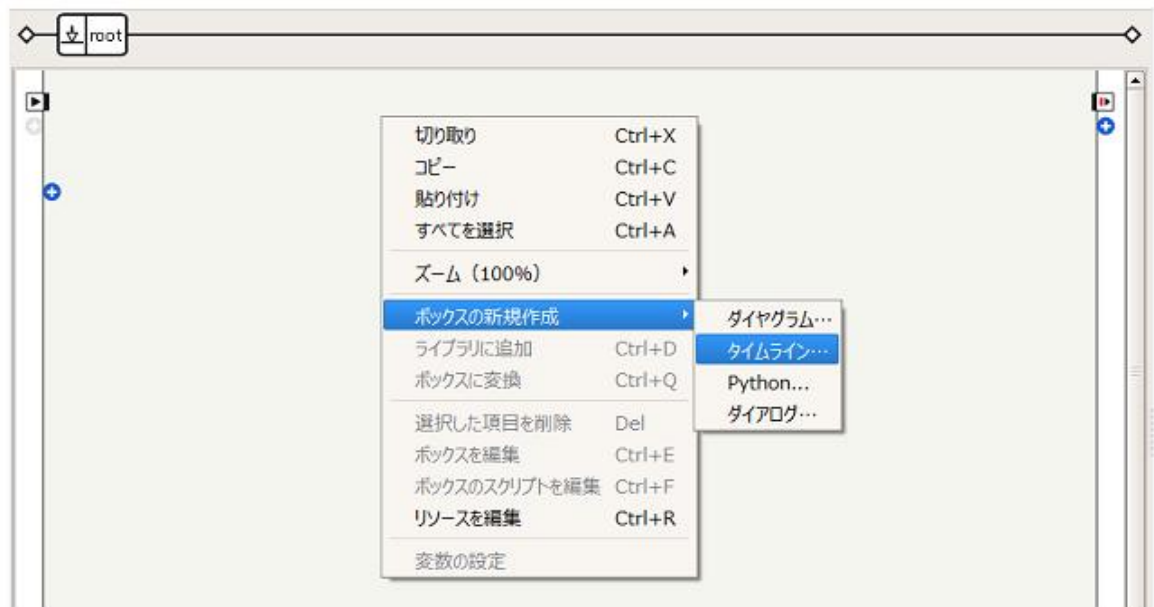 root
切り取り Ctrl+X
コピー Ctrl+C
貼り付け Ctrl+V
すべてを選択 Ctrl+A
ズーム（100%）
ボックスの新規作成
ライブラリに追加 Ctrl+D
ボックスに変換 Ctrl+Q
選択した項目を削除 Del
ボックスを編集 Ctrl+E
ボックスのスクリプトを編集 Ctrl+F
リソースを編集 Ctrl+R
変数の設定
ダイヤグラム…
タイムライン…
Python...
ダイアログ…